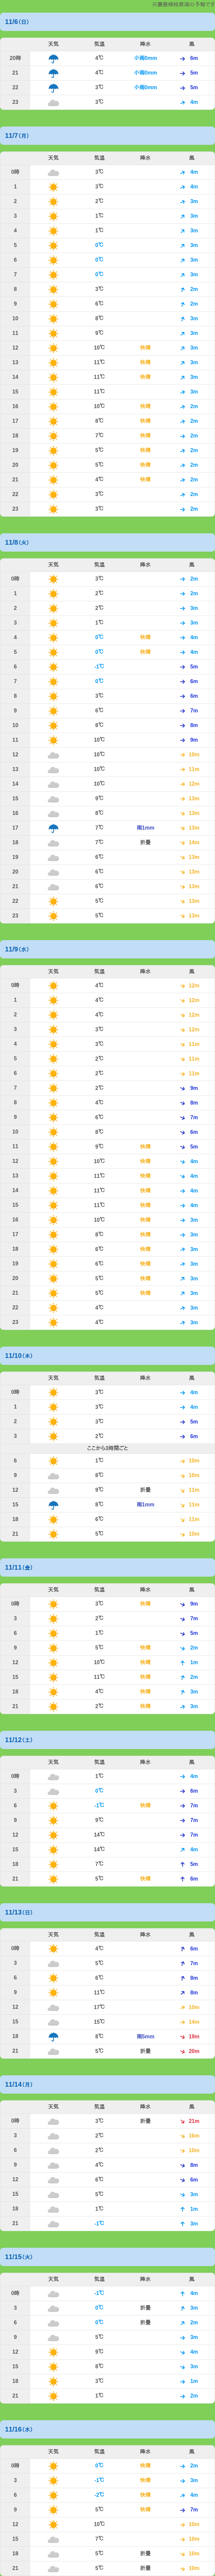 ※裏磐梯桧原湖の予報です
11/6(日)
天気 気温 降水 風
20時 4℃ 小雨0mm 6m
21 4℃ 小雨0mm 5m
22 3℃ 小雨0mm 5m
23 3℃ 4m
11/7(月)
天気 気温 降水 風
0時 3℃ 4m
1 3℃ 4m
2 2℃ 3m
3 1℃ 3m
4 1℃ 3m
5 0℃ 3m
6 0℃ 3m
7 0℃ 3m
8 3℃ 2m
9 6℃ 2m
10 8℃ 3m
11 9℃ 3m
12 10℃ 快晴 3m
13 11℃ 快晴 3m
14 11℃ 快晴 3m
15 11℃ 3m
16 10℃ 快晴 2m
17 8℃ 快晴 2m
18 7℃ 快晴 2m
19 5℃ 快晴 2m
20 5℃ 快晴 2m
21 4℃ 快晴 2m
22 3℃ 2m
23 3℃ 2m
11/8(火)
天気 気温 降水 風
0時 3℃ 2m
1 2℃ 2m
2 2℃ 3m
3 1℃ 3m
4 0℃ 快晴 4m
5 0℃ 快晴 4m
6 -1℃ 5m
7 0℃ 6m
8 3℃ 6m
9 6℃ 7m
10 8℃ 8m
11 10℃ 9m
12 10℃ 10m
13 10℃ 11m
14 10℃ 12m
15 9℃ 13m
16 8℃ 13m
17 7℃ 雨1mm 13m
18 7℃ 折曇 14m
19 6℃ 13m
20 6℃ 13m
21 6℃ 13m
22 5℃ 13m
23 5℃ 13m
11/9(水)
天気 気温 降水 風
0時 4℃ 12m
1 4℃ 12m
2 4℃ 12m
3 3℃ 12m
4 3℃ 11m
5 2℃ 11m
6 2℃ 11m
7 2℃ 9m
8 4℃ 8m
9 6℃ 7m
10 8℃ 6m
11 9℃ 快晴 5m
12 10℃ 快晴 4m
13 11℃ 快晴 4m
14 11℃ 快晴 4m
15 11℃ 快晴 4m
16 10℃ 快晴 3m
17 8℃ 快晴 3m
18 6℃ 快晴 3m
19 6℃ 快晴 3m
20 5℃ 快晴 3m
21 5℃ 快晴 3m
22 4℃ 3m
23 4℃ 3m
11/10(木)
天気 気温 降水 風
0時 3℃ 4m
1 3℃ 4m
2 3℃ 5m
3 2℃ 6m
ここから3時間ごと
6 1℃ 10m
9 8℃ 10m
12 9℃ 折曇 11m
15 8℃ 雨1mm 11m
18 6℃ 11m
21 5℃ 10m
11/11(金)
天気 気温 降水 風
0時 3℃ 快晴 9m
3 2℃ 7m
6 1℃ 5m
9 5℃ 快晴 2m
12 10℃ 快晴 1m
15 11℃ 快晴 2m
18 4℃ 快晴 3m
21 2℃ 快晴 3m
11/12(土)
天気 気温 降水 風
0時 1℃ 4m
3 0℃ 6m
6 -1℃ 快晴 7m
9 9℃ 7m
12 14℃ 7m
15 14℃ 4m
18 7℃ 5m
21 5℃ 快晴 6m
11/13(日)
天気 気温 降水 風
0時 4℃ 6m
3 5℃ 7m
6 6℃ 8m
9 11℃ 8m
12 17℃ 10m
15 15℃ 14m
18 8℃ 雨5mm 19m
21 5℃ 折曇 20m
11/14(月)
天気 気温 降水 風
0時 3℃ 折曇 21m
3 2℃ 16m
6 2℃ 10m
9 4℃ 8m
12 6℃ 6m
15 5℃ 3m
18 1℃ 1m
21 -1℃ 3m
11/15(火)
天気 気温 降水 風
0時 -1℃ 4m
3 0℃ 折曇 3m
6 0℃ 折曇 2m
9 5℃ 3m
12 9℃ 4m
15 8℃ 3m
18 3℃ 1m
21 1℃ 2m
11/16(水)
天気 気温 降水 風
0時 0℃ 快晴 2m
3 -1℃ 快晴 3m
6 -2℃ 快晴 4m
9 5℃ 快晴 7m
12 10℃ 10m
15 7℃ 10m
18 5℃ 折曇 10m
21 5℃ 折曇 10m